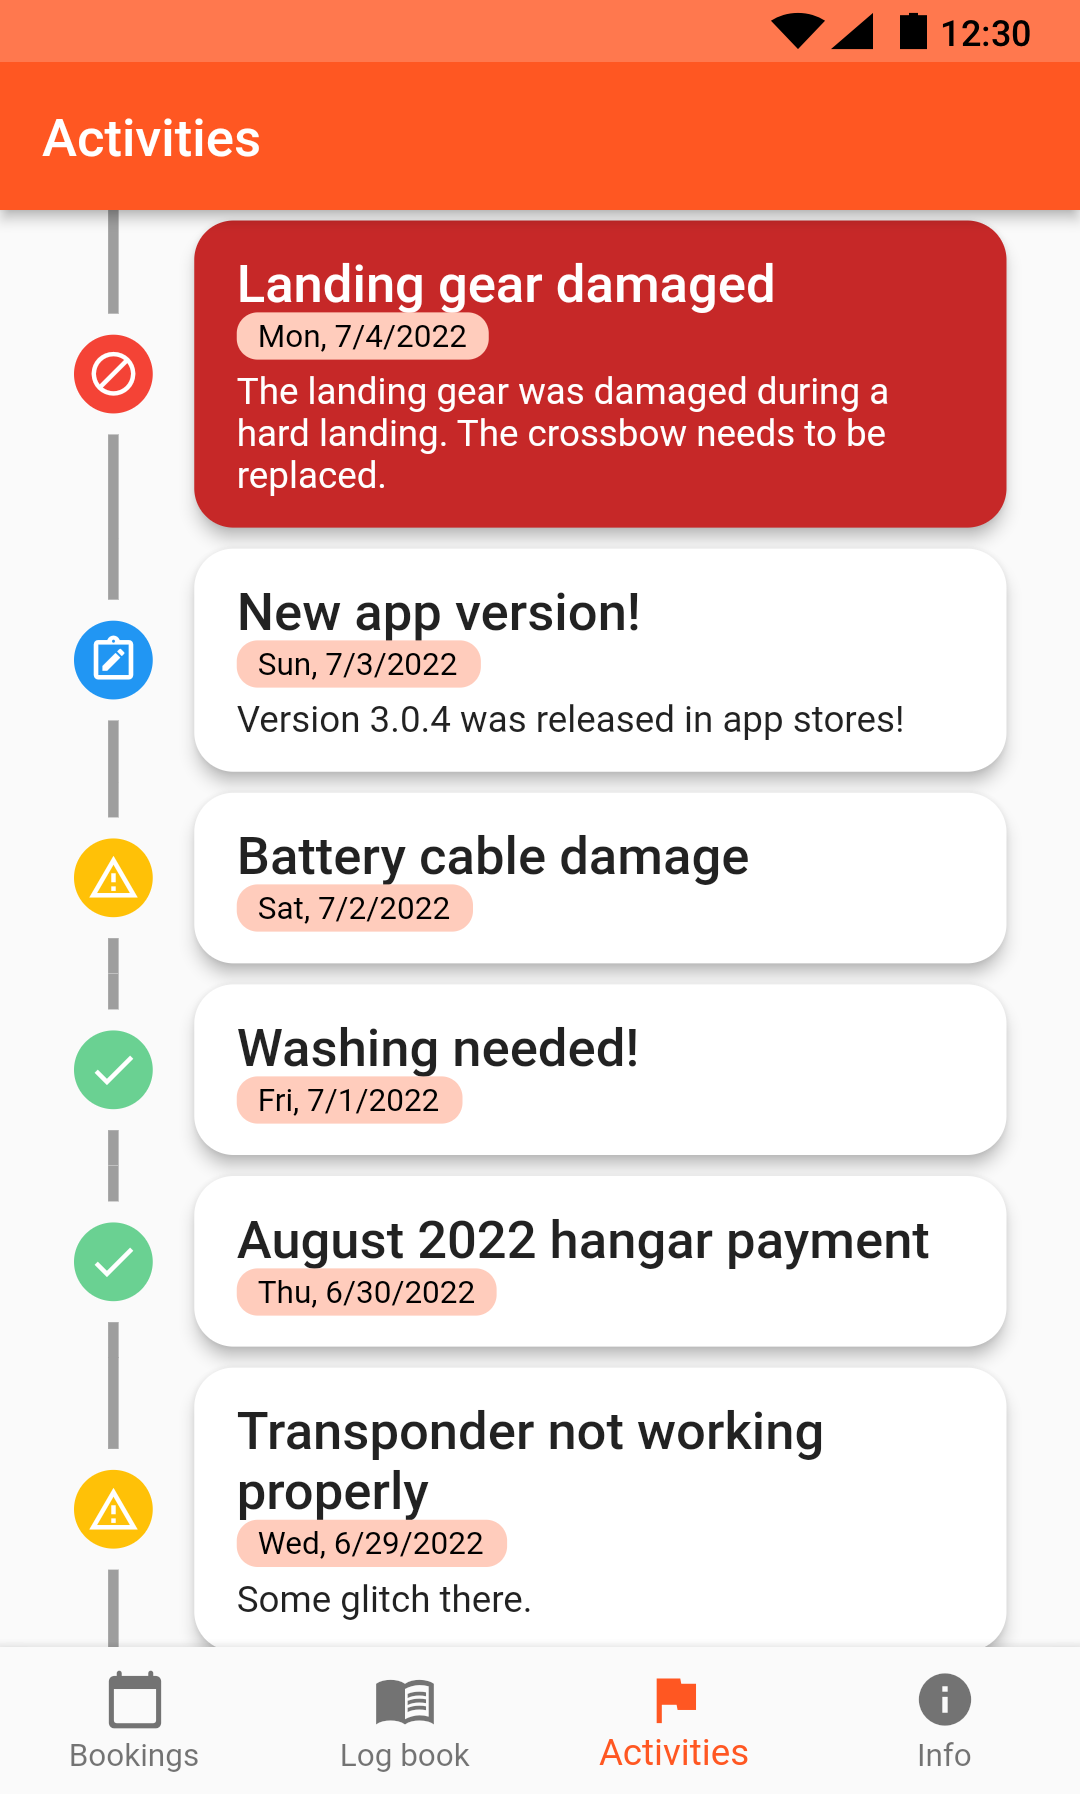 12:30
Activities
Landing gear damaged
Mon, 7/4/2022
The landing gear was damaged during a
hard landing. The crossbow needs to be
replaced.
New app version!
Sun, 7/3/2022
Version 3.0.4 was released in app stores!
Battery cable damage
Sat, 7/2/2022
Washing needed!
Fri, 7/1/2022
August 2022 hangar payment
Thu, 6/30/2022
Transponder not working
properly
Wed, 6/29/2022
Some glitch there.
Bookings
Log book
Activities
Info